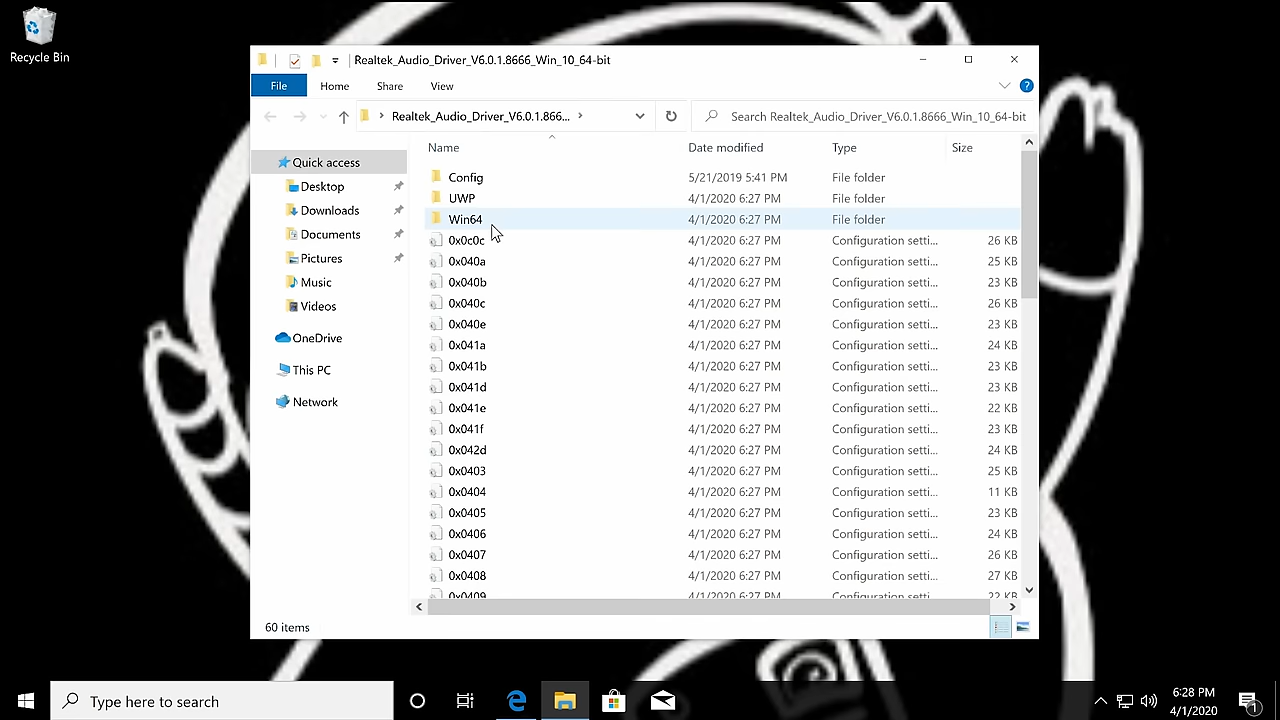 Recycle Bin
Realtek_Audio_Driver_V6.0.1.8666_Win_10_64-bit
File Home Share View
Realtek_Audio_Driver_V6.0.1.866...
Search Realtek_Audio_Driver_V6.0.1.8666_Win_10_64-bit
Name Date modified Type Size
Quick access
Desktop
Downloads
Documents
Pictures
Music
Videos
OneDrive
This PC
Network
Config 5/21/2019 5:41 PM File folder
UWP 4/1/2020 6:27 PM File folder
Win64 4/1/2020 6:27 PM File folder
0x0c0c 4/1/2020 6:27 PM Configuration setti... 26 KB
0x040a 4/1/2020 6:27 PM Configuration setti... 25 KB
0x040b 4/1/2020 6:27 PM Configuration setti... 23 KB
0x040c 4/1/2020 6:27 PM Configuration setti... 26 KB
0x040e 4/1/2020 6:27 PM Configuration setti... 23 KB
0x041a 4/1/2020 6:27 PM Configuration setti... 24 KB
0x041b 4/1/2020 6:27 PM Configuration setti... 23 KB
0x041d 4/1/2020 6:27 PM Configuration setti... 23 KB
0x041e 4/1/2020 6:27 PM Configuration setti... 22 KB
0x041f 4/1/2020 6:27 PM Configuration setti... 23 KB
0x042d 4/1/2020 6:27 PM Configuration setti... 24 KB
0x0403 4/1/2020 6:27 PM Configuration setti... 25 KB
0x0404 4/1/2020 6:27 PM Configuration setti... 11 KB
0x0405 4/1/2020 6:27 PM Configuration setti... 23 KB
0x0406 4/1/2020 6:27 PM Configuration setti... 24 KB
0x0407 4/1/2020 6:27 PM Configuration setti... 26 KB
0x0408 4/1/2020 6:27 PM Configuration setti... 27 KB
0x0409 4/1/2020 6:27 PM Configuration setti... 22 KB
60 items
Type here to search
6:28 PM
4/1/2020
1